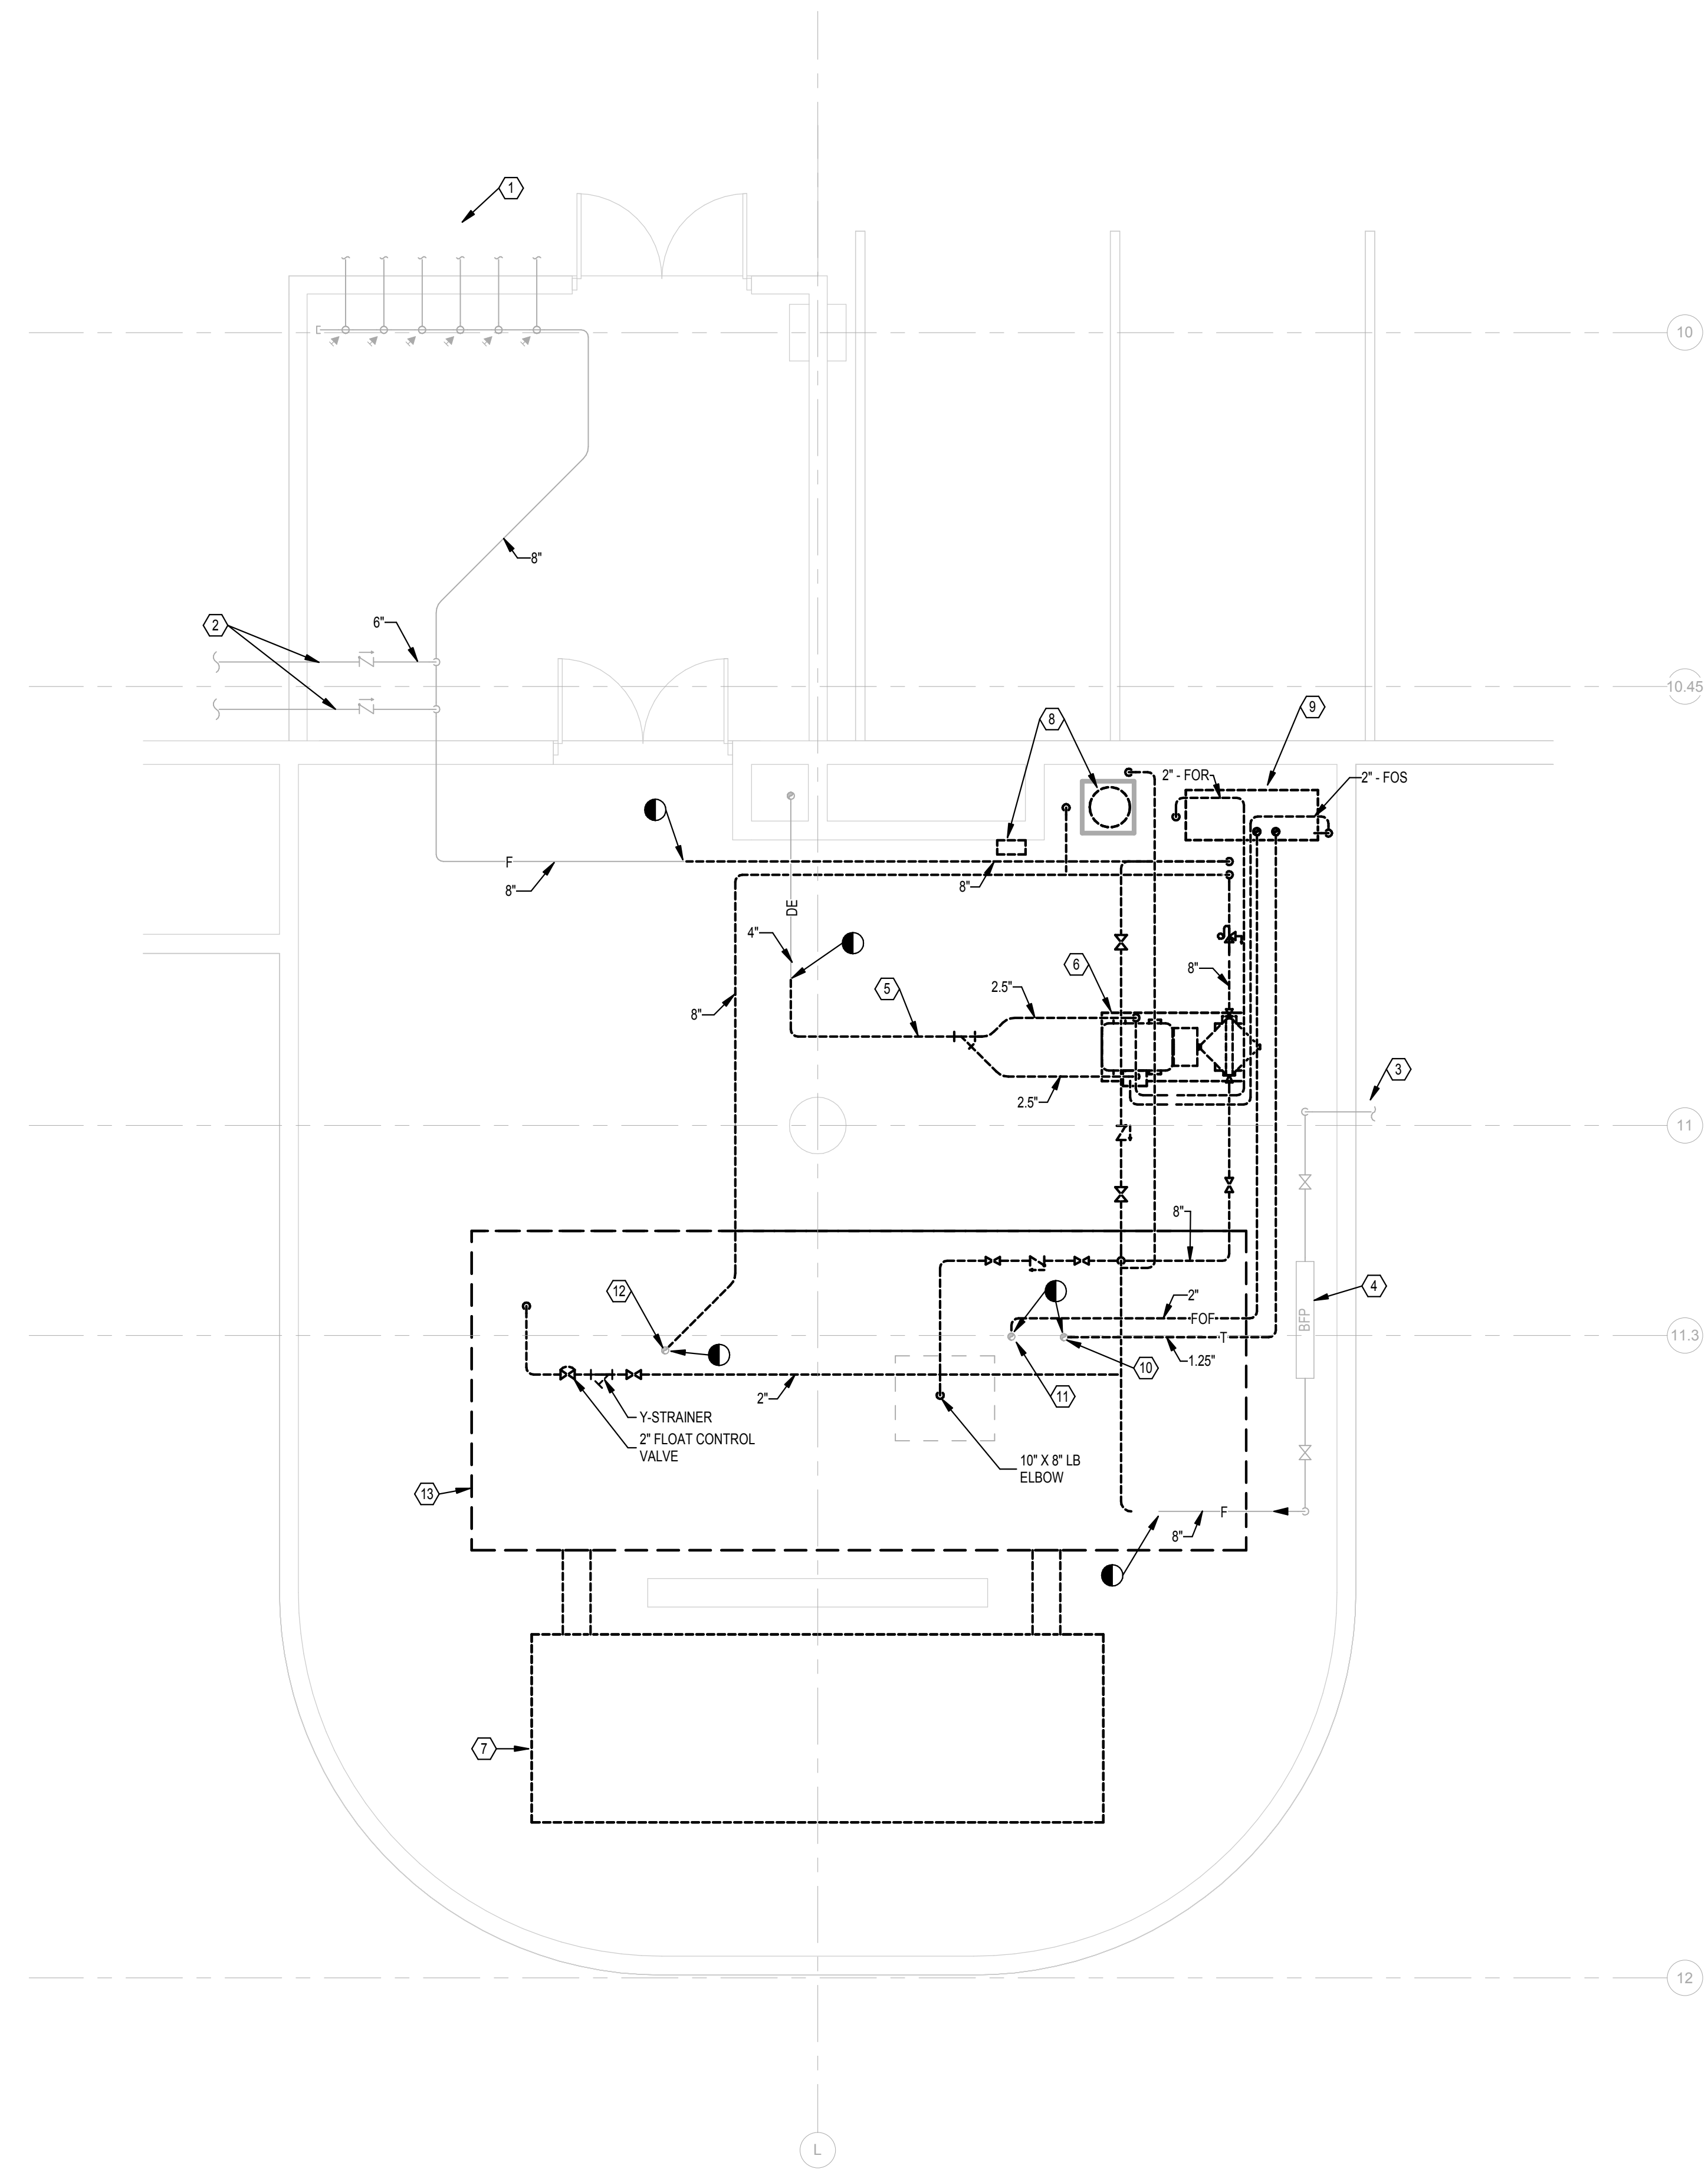 1
10
8"
2
6"
10.45
9
8
2" - FOR
2" - FOS
F
8"
8"
DE
4"
6
8"
5
2.5"
8"
3
2.5"
11
8"
4
12
2"
FOF
BFP
11.3
T
1.25"
10
11
2"
Y-STRAINER
2" FLOAT CONTROL
VALVE
10" X 8" LB
ELBOW
13
F
8"
7
12
L